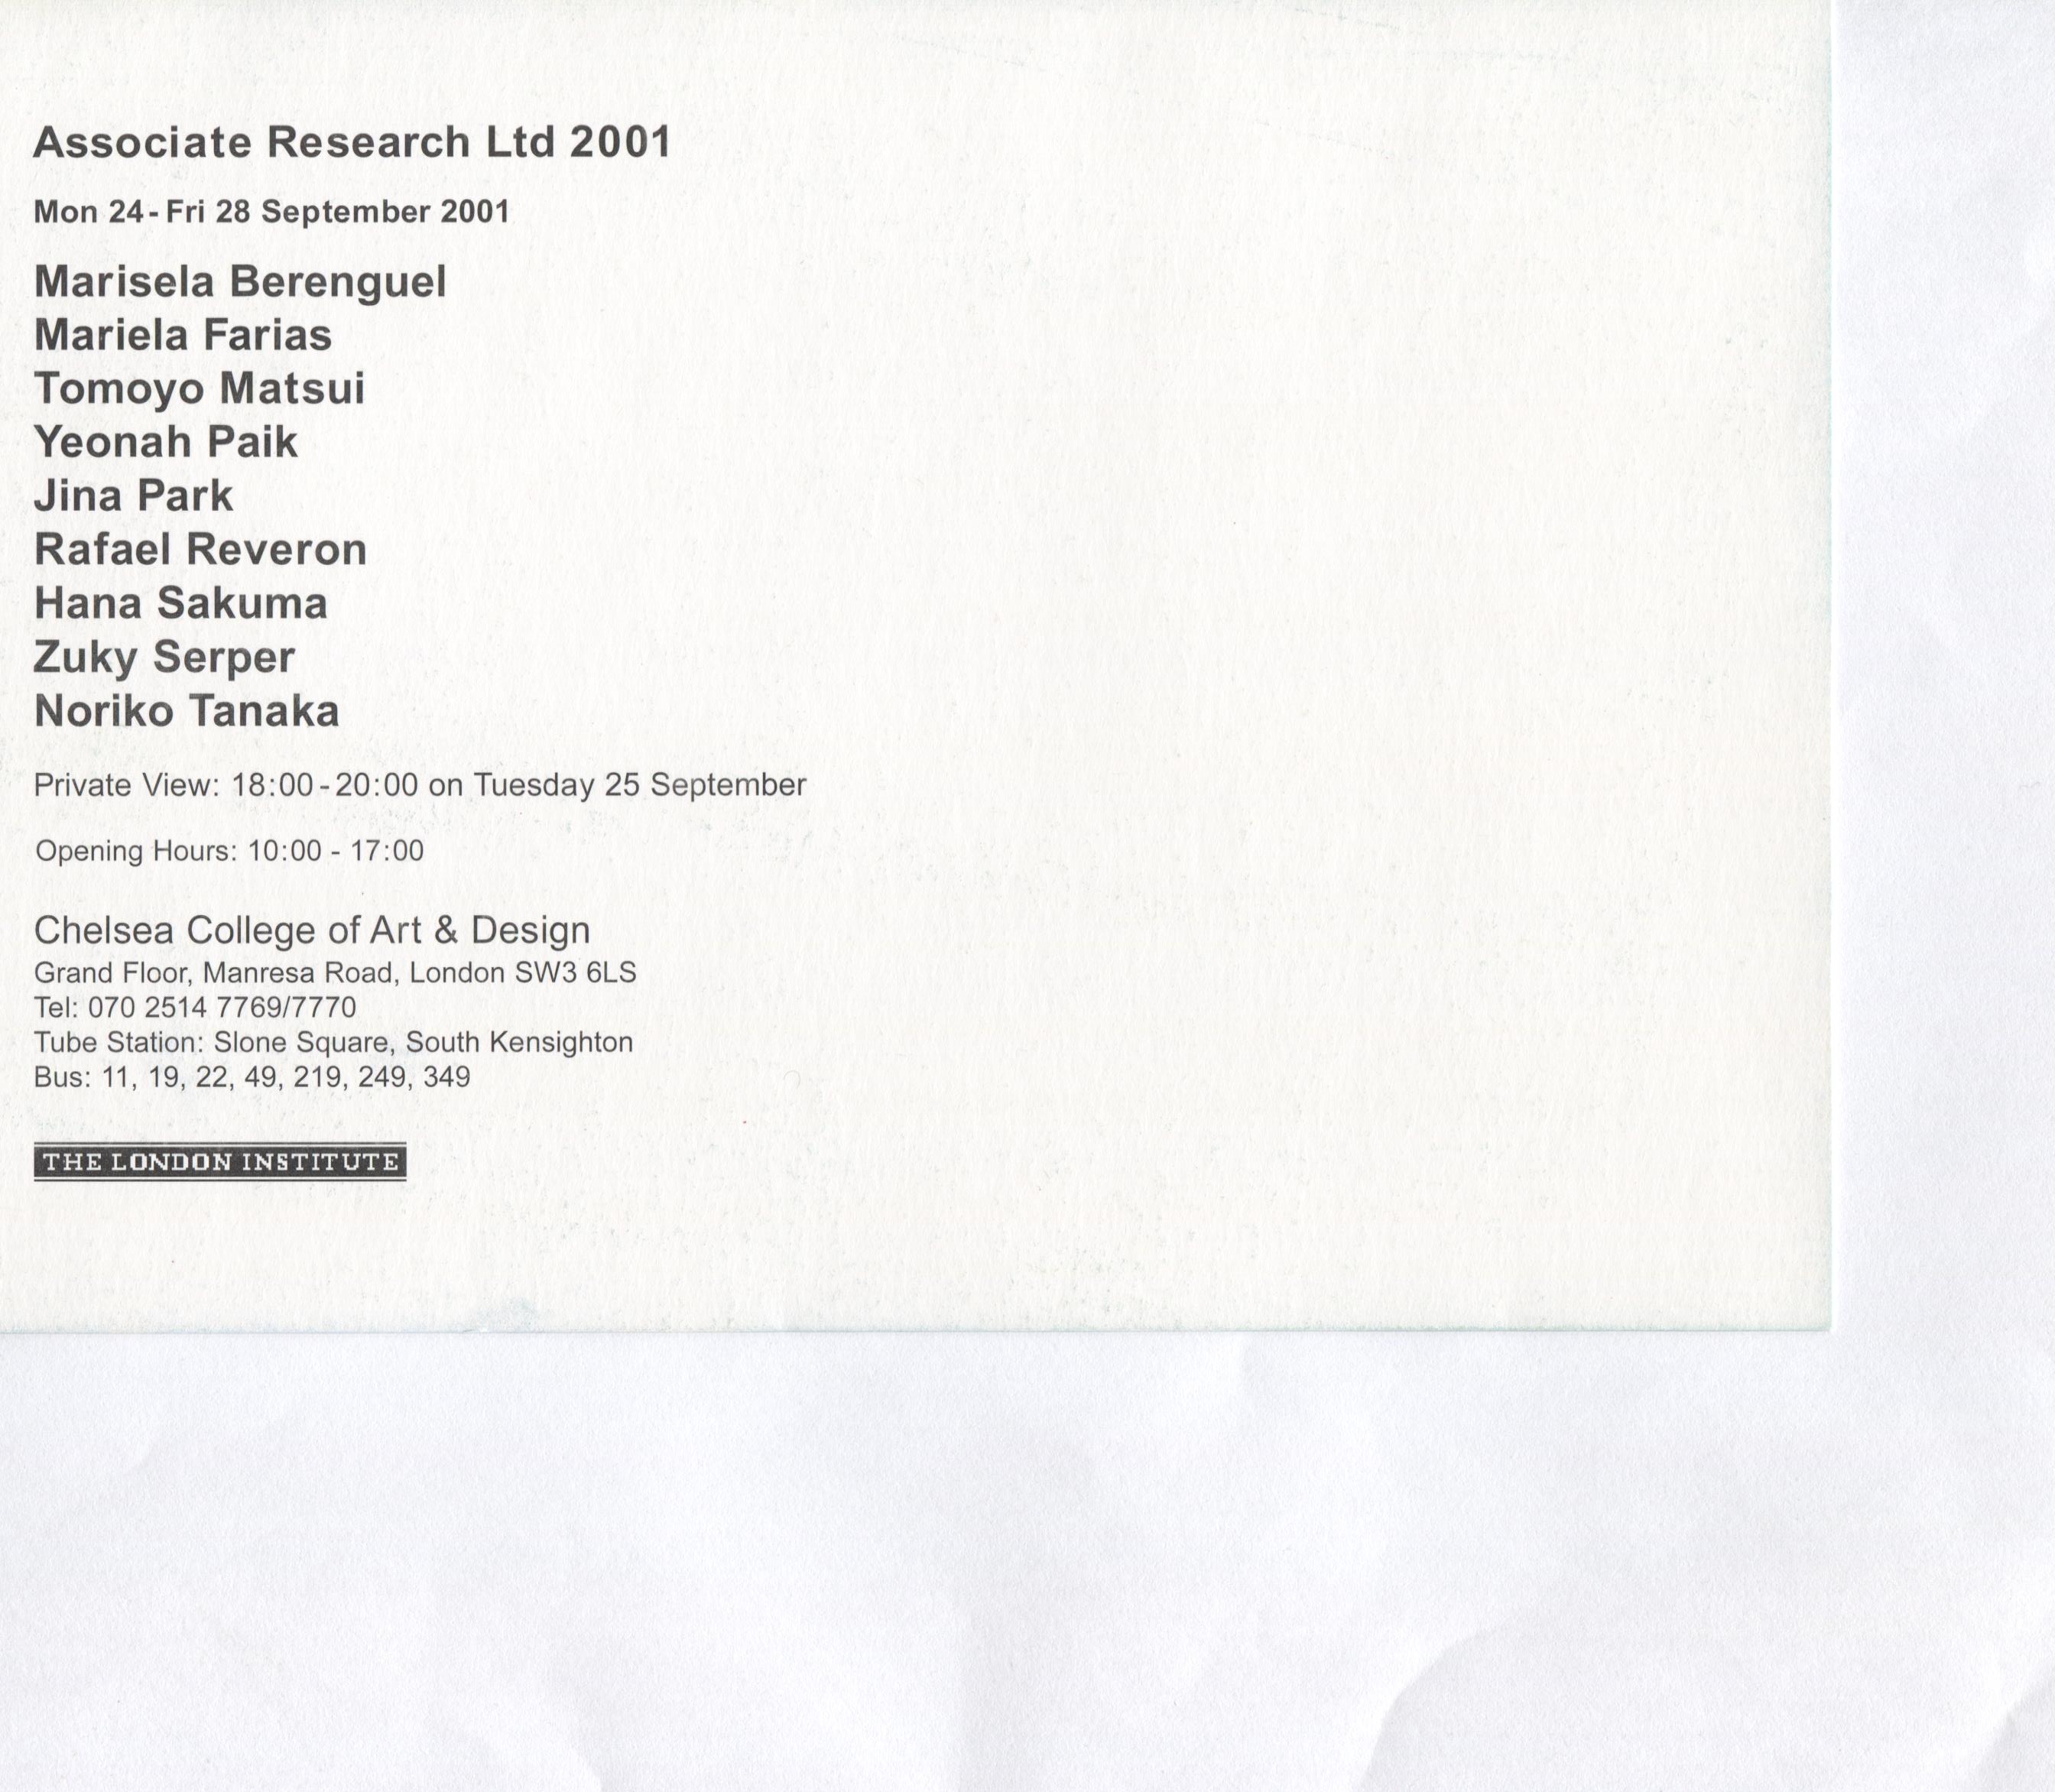 Associate Research Ltd 2001
Mon 24 - Fri 28 September 2001
Marisela Berenguel
Mariela Farias
Tomoyo Matsui
Yeonah Paik
Jina Park
Rafael Reveron
Hana Sakuma
Zuky Serper
Noriko Tanaka
Private View: 18:00 - 20:00 on Tuesday 25 September
Opening Hours: 10:00 - 17:00
Chelsea College of Art & Design
Grand Floor, Manresa Road, London SW3 6LS
Tel: 070 2514 7769/7770
Tube Station: Slone Square, South Kensighton
Bus: 11, 19, 22, 49, 219, 249, 349
THE LONDON INSTITUTE